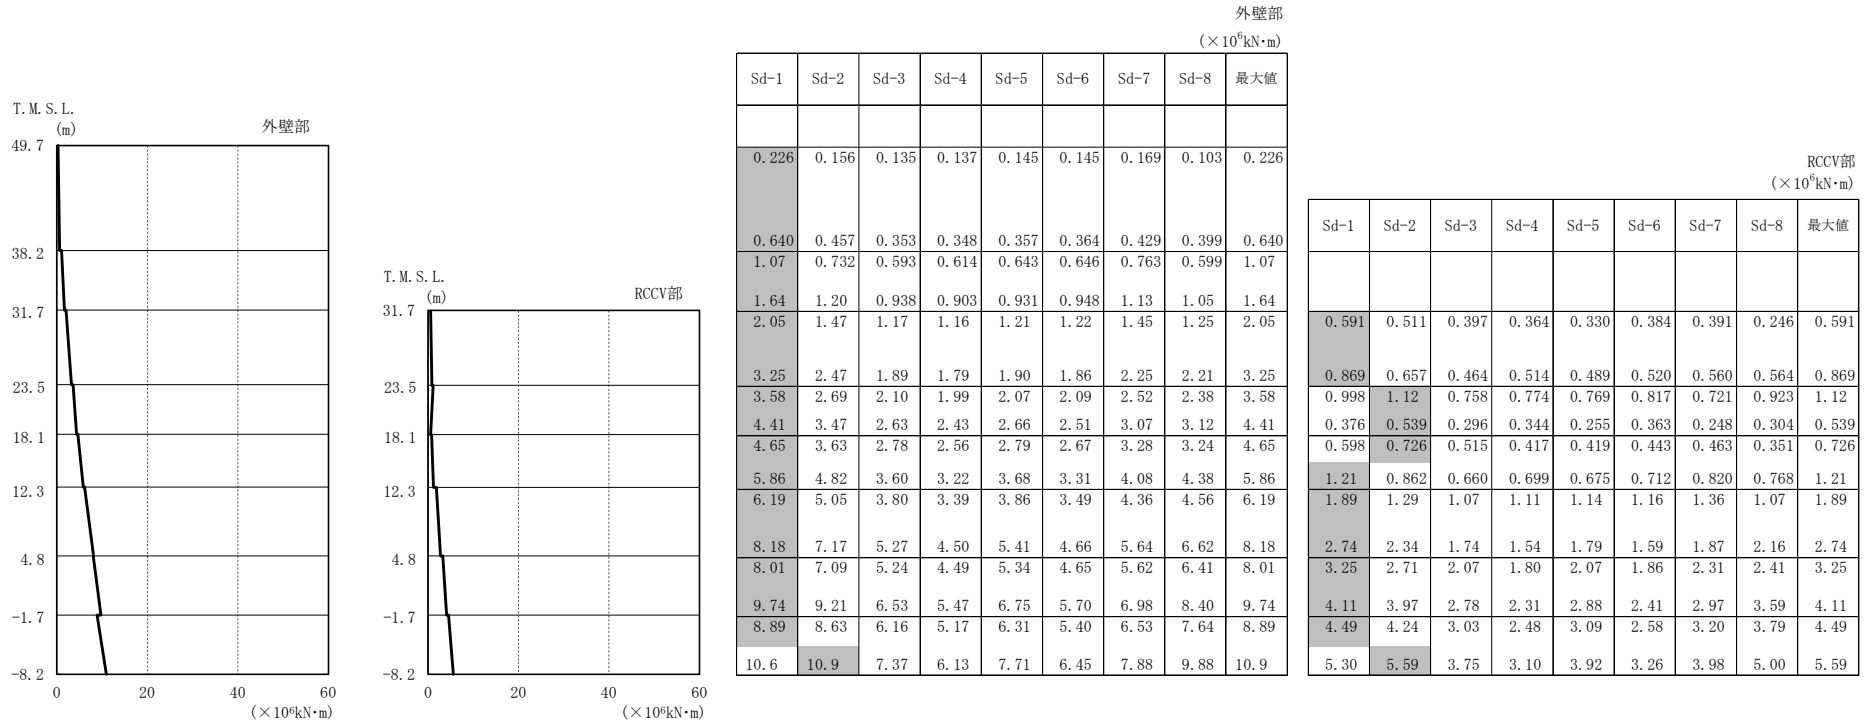 T.M.S.L.
(m)
外壁部
49.7
38.2
31.7
23.5
18.1
12.3
4.8
-1.7
-8.2
0 20 40 60
(×10⁶kN・m)
T.M.S.L.
(m)
RCCV部
31.7
23.5
18.1
12.3
4.8
-1.7
-8.2
0 20 40 60
(×10⁶kN・m)
外壁部
(×10⁶kN・m)
Sd-1 Sd-2 Sd-3 Sd-4 Sd-5 Sd-6 Sd-7 Sd-8 最大値
0.226 0.156 0.135 0.137 0.145 0.145 0.169 0.103 0.226
0.640 0.457 0.353 0.348 0.357 0.364 0.429 0.399 0.640
1.07 0.732 0.593 0.614 0.643 0.646 0.763 0.599 1.07
1.64 1.20 0.938 0.903 0.931 0.948 1.13 1.05 1.64
2.05 1.47 1.17 1.16 1.21 1.22 1.45 1.25 2.05
3.25 2.47 1.89 1.79 1.90 1.86 2.25 2.21 3.25
3.58 2.69 2.10 1.99 2.07 2.09 2.52 2.38 3.58
4.41 3.47 2.63 2.43 2.66 2.51 3.07 3.12 4.41
4.65 3.63 2.78 2.56 2.79 2.67 3.28 3.24 4.65
5.86 4.82 3.60 3.22 3.68 3.31 4.08 4.38 5.86
6.19 5.05 3.80 3.39 3.86 3.49 4.36 4.56 6.19
8.18 7.17 5.27 4.50 5.41 4.66 5.64 6.62 8.18
8.01 7.09 5.24 4.49 5.34 4.65 5.62 6.41 8.01
9.74 9.21 6.53 5.47 6.75 5.70 6.98 8.40 9.74
8.89 8.63 6.16 5.17 6.31 5.40 6.53 7.64 8.89
10.6 10.9 7.37 6.13 7.71 6.45 7.88 9.88 10.9
RCCV部
(×10⁶kN・m)
Sd-1 Sd-2 Sd-3 Sd-4 Sd-5 Sd-6 Sd-7 Sd-8 最大値
0.591 0.511 0.397 0.364 0.330 0.384 0.391 0.246 0.591
0.869 0.657 0.464 0.514 0.489 0.520 0.560 0.564 0.869
0.998 1.12 0.758 0.774 0.769 0.817 0.721 0.923 1.12
0.376 0.539 0.296 0.344 0.255 0.363 0.248 0.304 0.539
0.598 0.726 0.515 0.417 0.419 0.443 0.463 0.351 0.726
1.21 0.862 0.660 0.699 0.675 0.712 0.820 0.768 1.21
1.89 1.29 1.07 1.11 1.14 1.16 1.36 1.07 1.89
2.74 2.34 1.74 1.54 1.79 1.59 1.87 2.16 2.74
3.25 2.71 2.07 1.80 2.07 1.86 2.31 2.41 3.25
4.11 3.97 2.78 2.31 2.88 2.41 2.97 3.59 4.11
4.49 4.24 3.03 2.48 3.09 2.58 3.20 3.79 4.49
5.30 5.59 3.75 3.10 3.92 3.26 3.98 5.00 5.59